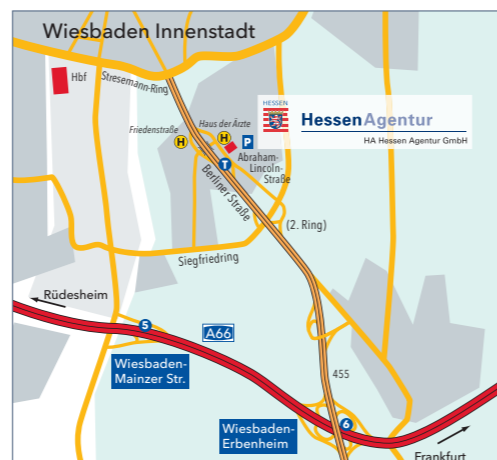 Wiesbaden Innenstadt
Hbf
Stresemann-Ring
HESSEN
HessenAgentur
HA Hessen Agentur GmbH
Haus der Ärzte
Friedenstraße
H
H
P
T
Abraham-
Lincoln-
Straße
Berliner Straße
(2. Ring)
Siegfriedring
Rüdesheim
5
A66
Wiesbaden-
Mainzer Str.
455
Wiesbaden-
Erbenheim
6
Frankfurt